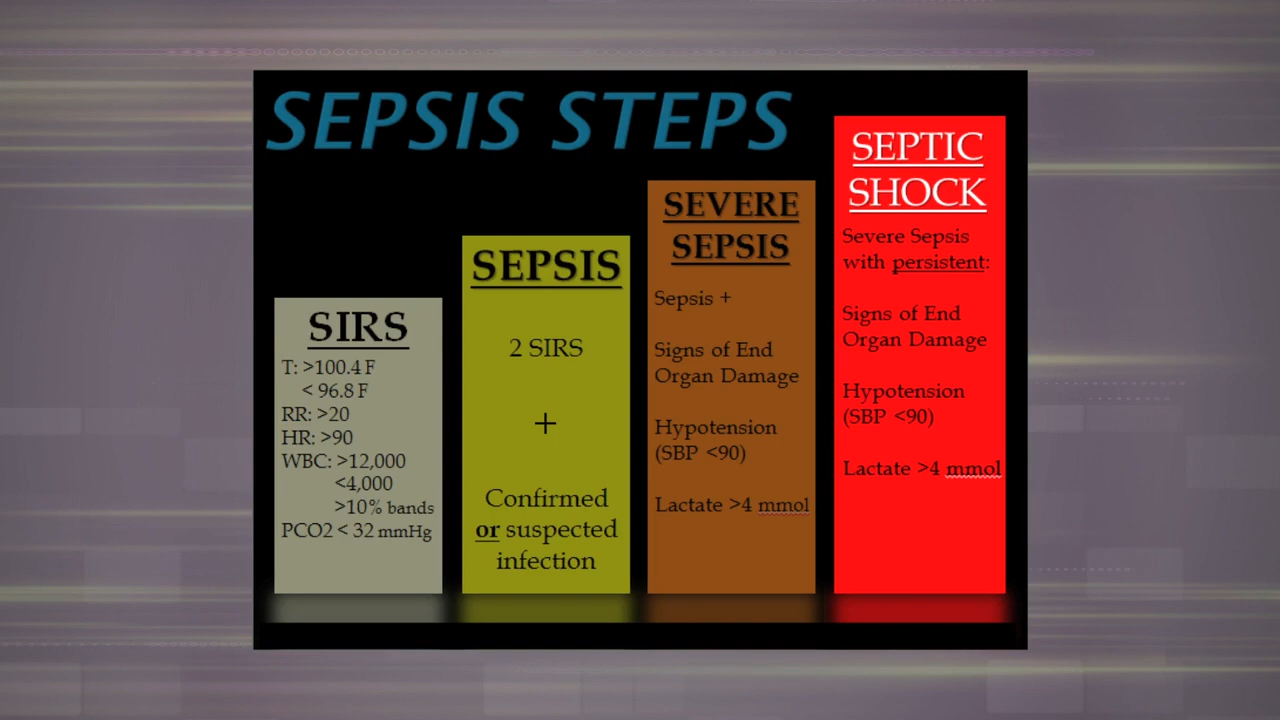 SEPSIS STEPS
SIRS
T: >100.4 F
< 96.8 F
RR: >20
HR: >90
WBC: >12,000
<4,000
>10% bands
PCO2 < 32 mmHg
SEPSIS
2 SIRS
+
Confirmed
or suspected
infection
SEVERE
SEPSIS
Sepsis +
Signs of End
Organ Damage
Hypotension
(SBP <90)
Lactate >4 mmol
SEPTIC
SHOCK
Severe Sepsis
with persistent:
Signs of End
Organ Damage
Hypotension
(SBP <90)
Lactate >4 mmol